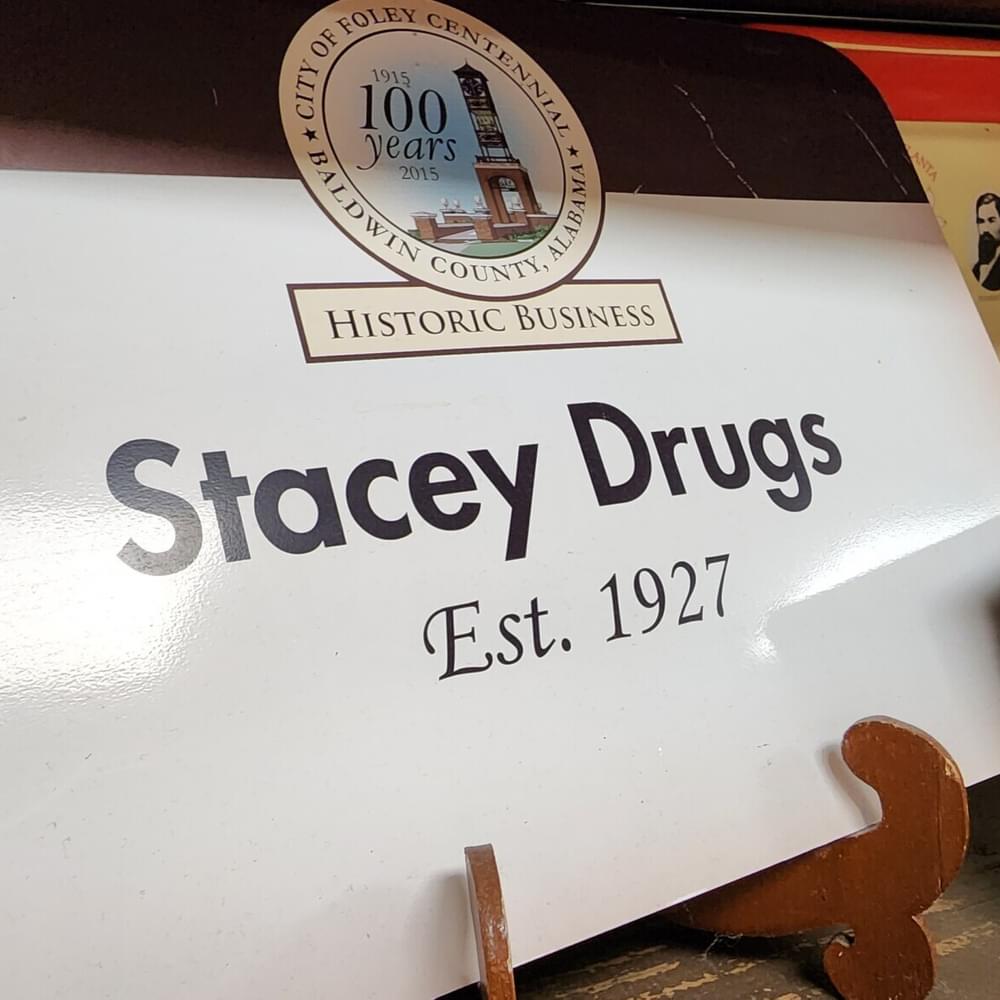 ★ CITY OF FOLEY CENTENNIAL ★
1915
100
years
2015
BALDWIN COUNTY, ALABAMA
HISTORIC BUSINESS
Stacey Drugs
Est. 1927